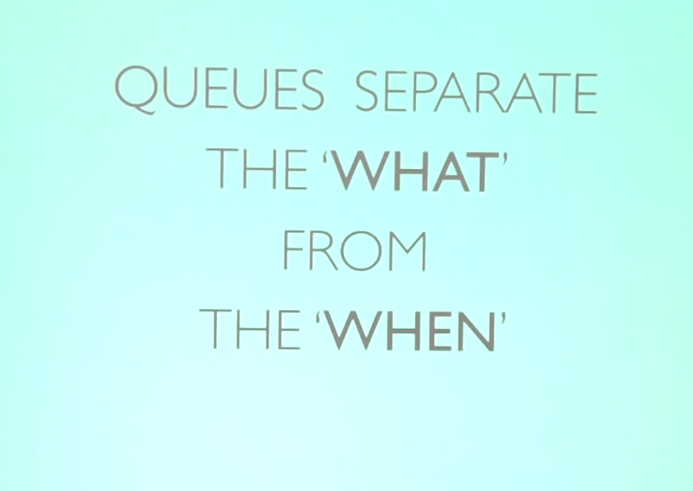 QUEUES SEPARATE
THE ‘WHAT’
FROM
THE ‘WHEN’